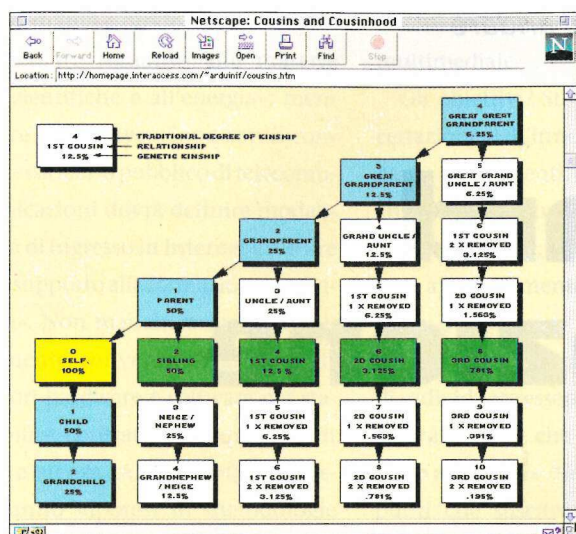 Netscape: Cousins and Cousinhood
Back
Forward
Home
Reload
Images
Open
Print
Find
Stop
N
Location: http://homepage.interaccess.com/~arduinif/cousins.htm
4
1ST COUSIN
12.5%
TRADITIONAL DEGREE OF KINSHIP
RELATIONSHIP
GENETIC KINSHIP
4
GREAT GREAT
GRANDPARENT
6.25%
3
GREAT
GRANDPARENT
12.5%
5
GREAT GRAND
UNCLE / AUNT
6.25%
2
GRANDPARENT
25%
4
GRAND UNCLE /
AUNT
12.5%
6
1ST COUSIN
2 X REMOVED
3.125%
1
PARENT
50%
3
UNCLE / AUNT
25%
5
1ST COUSIN
1 X REMOVED
6.25%
7
2D COUSIN
1 X REMOVED
1.563%
0
SELF
100%
2
SIBLING
50%
4
1ST COUSIN
12.5 %
6
2D COUSIN
3.125%
8
3RD COUSIN
.781%
1
CHILD
50%
3
NEICE /
NEPHEW
25%
5
1ST COUSIN
1 X REMOVED
6.25%
7
2D COUSIN
1 X REMOVED
1.563%
9
3RD COUSIN
1 X REMOVED
.391%
2
GRANDCHILD
25%
4
GRANDNEPHEW
/ NEICE
12.5%
6
1ST COUSIN
2 X REMOVED
3.125%
8
2D COUSIN
2 X REMOVED
.781%
10
3RD COUSIN
2 X REMOVED
.195%